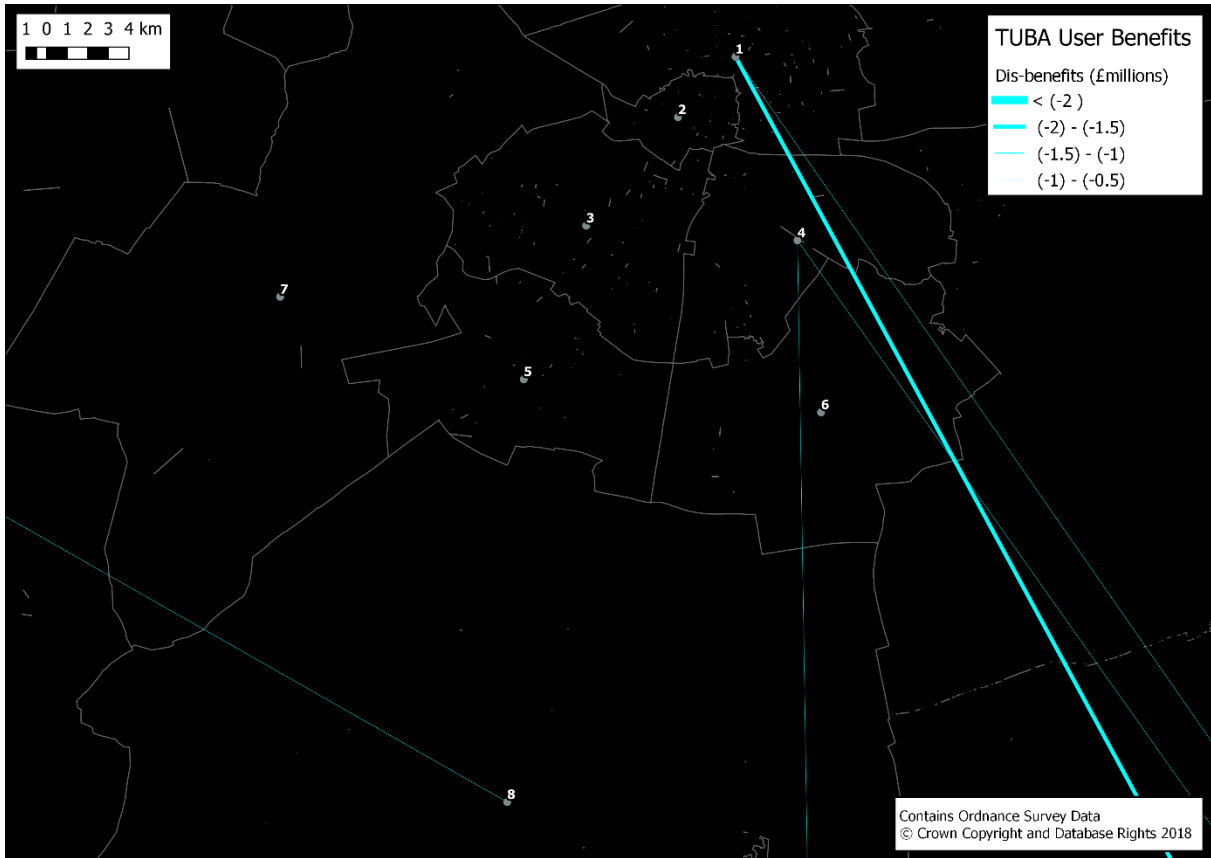 1 0 1 2 3 4 km
TUBA User Benefits
Dis-benefits (£millions)
< (-2 )
(-2) - (-1.5)
(-1.5) - (-1)
(-1) - (-0.5)
1
2
3
4
7
5
6
8
Contains Ordnance Survey Data
© Crown Copyright and Database Rights 2018